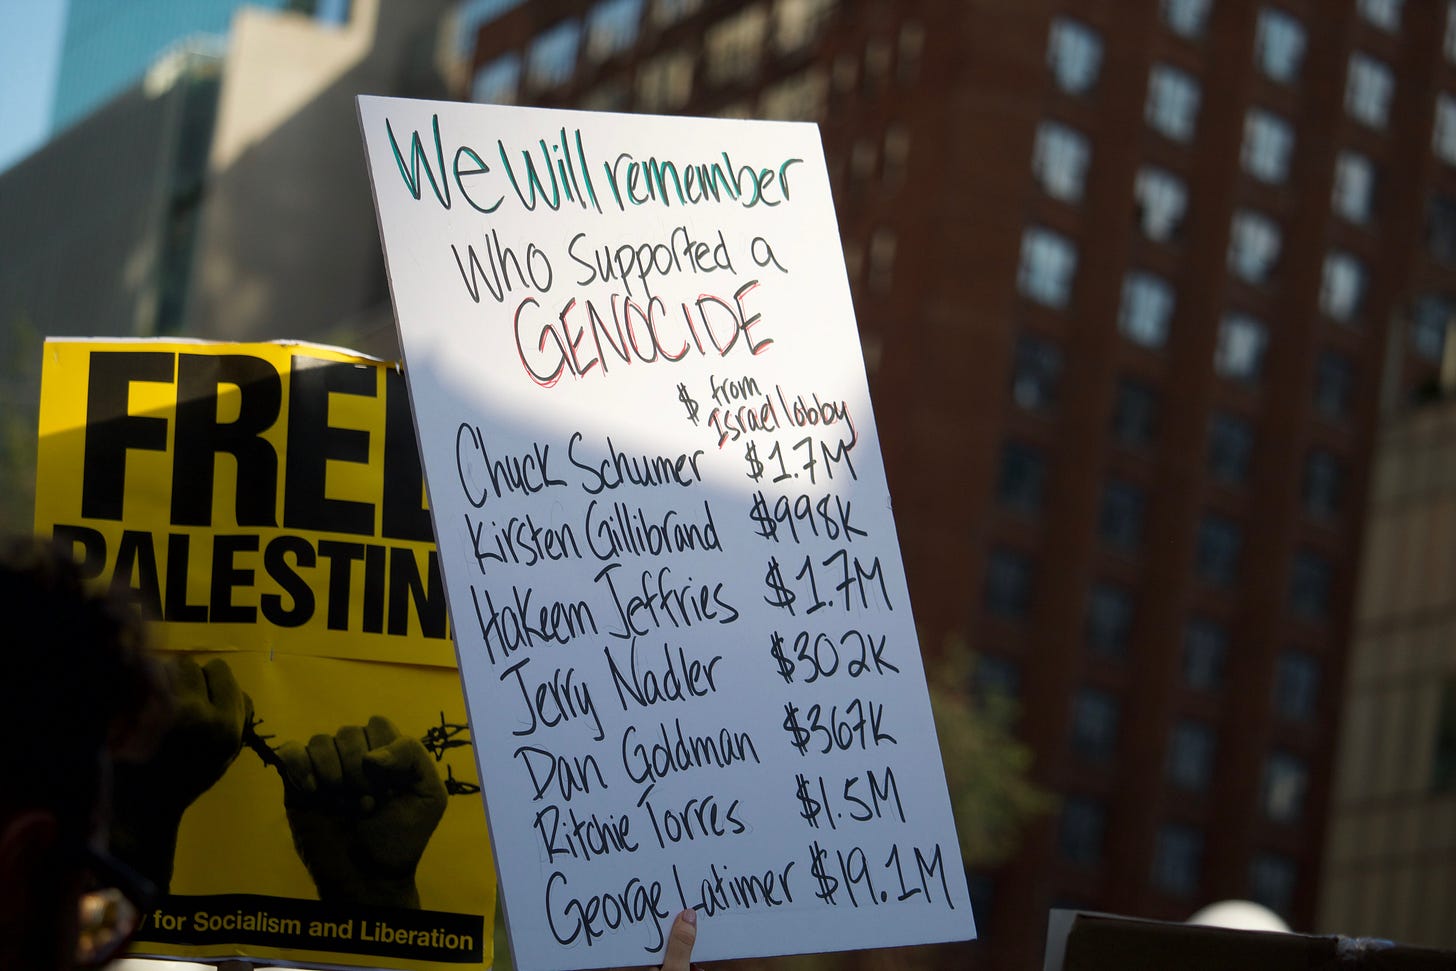 We will remember
Who supported a
GENOCIDE
$ from
Israel lobby
Chuck Schumer $1.7M
Kirsten Gillibrand $998K
Hakeem Jeffries $1.7M
Jerry Nadler $302K
Dan Goldman $367K
Ritchie Torres $1.5M
George Latimer $19.1M
FREE
PALESTIN
for Socialism and Liberation